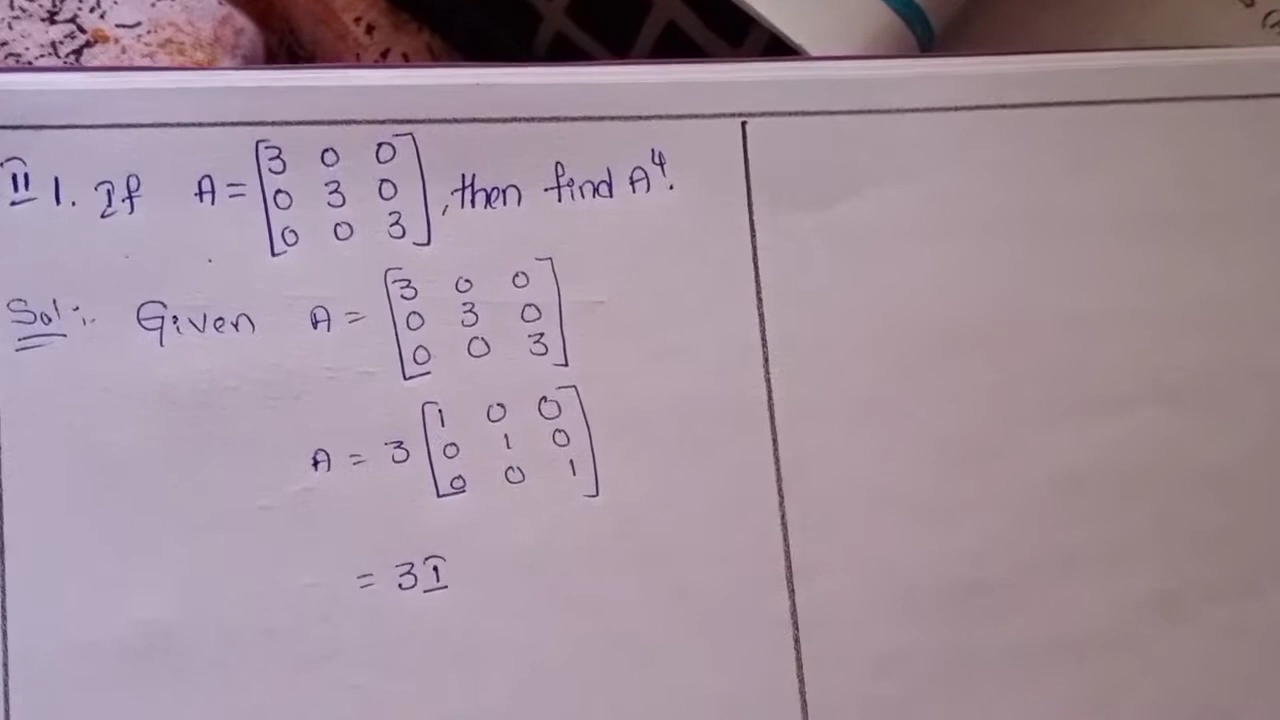 II 1. If A = [3 0 0
0 3 0
0 0 3], then find A⁴.
Sol:. Given A = [3 0 0
0 3 0
0 0 3]
A = 3 [1 0 0
0 1 0
0 0 1]
= 3I